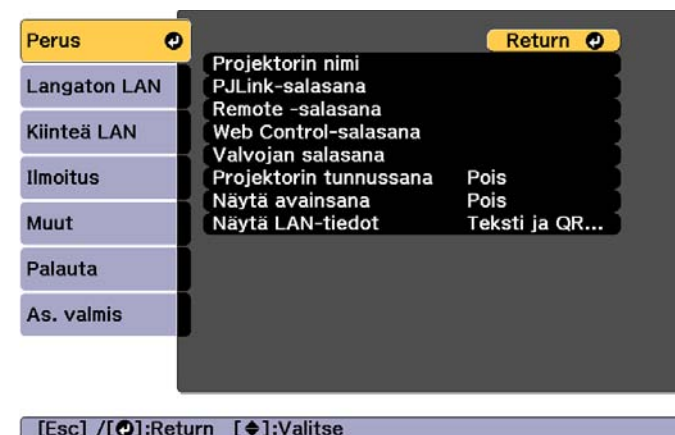 Perus
Langaton LAN
Kiinteä LAN
Ilmoitus
Muut
Palauta
As. valmis
Return
Projektorin nimi
PJLink-salasana
Remote -salasana
Web Control-salasana
Valvojan salasana
Projektorin tunnussana Pois
Näytä avainsana Pois
Näytä LAN-tiedot Teksti ja QR...
[Esc] /[⏎]:Return [◆]:Valitse